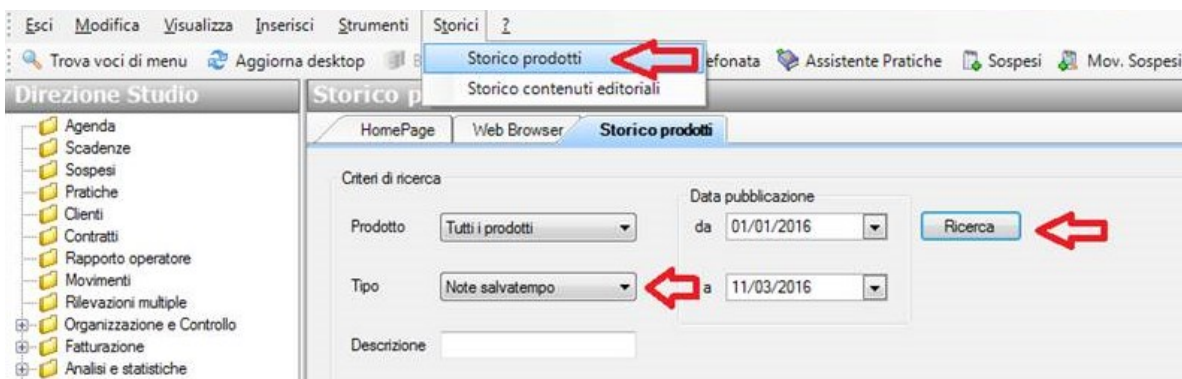 Esci Modifica Visualizza Inserisci Strumenti Storici ?
Storico prodotti
Storico contenuti editoriali
Trova voci di menu Aggiorna desktop Assistente Pratiche Sospesi Mov. Sospesi
Direzione Studio
Storico p
HomePage Web Browser Storico prodotti
Agenda
Scadenze
Sospesi
Pratiche
Clienti
Contratti
Rapporto operatore
Movimenti
Rilevazioni multiple
Organizzazione e Controllo
Fatturazione
Analisi e statistiche
Criteri di ricerca
Data pubblicazione
Prodotto Tutti i prodotti da 01/01/2016 Ricerca
Tipo Note salvatempo a 11/03/2016
Descrizione